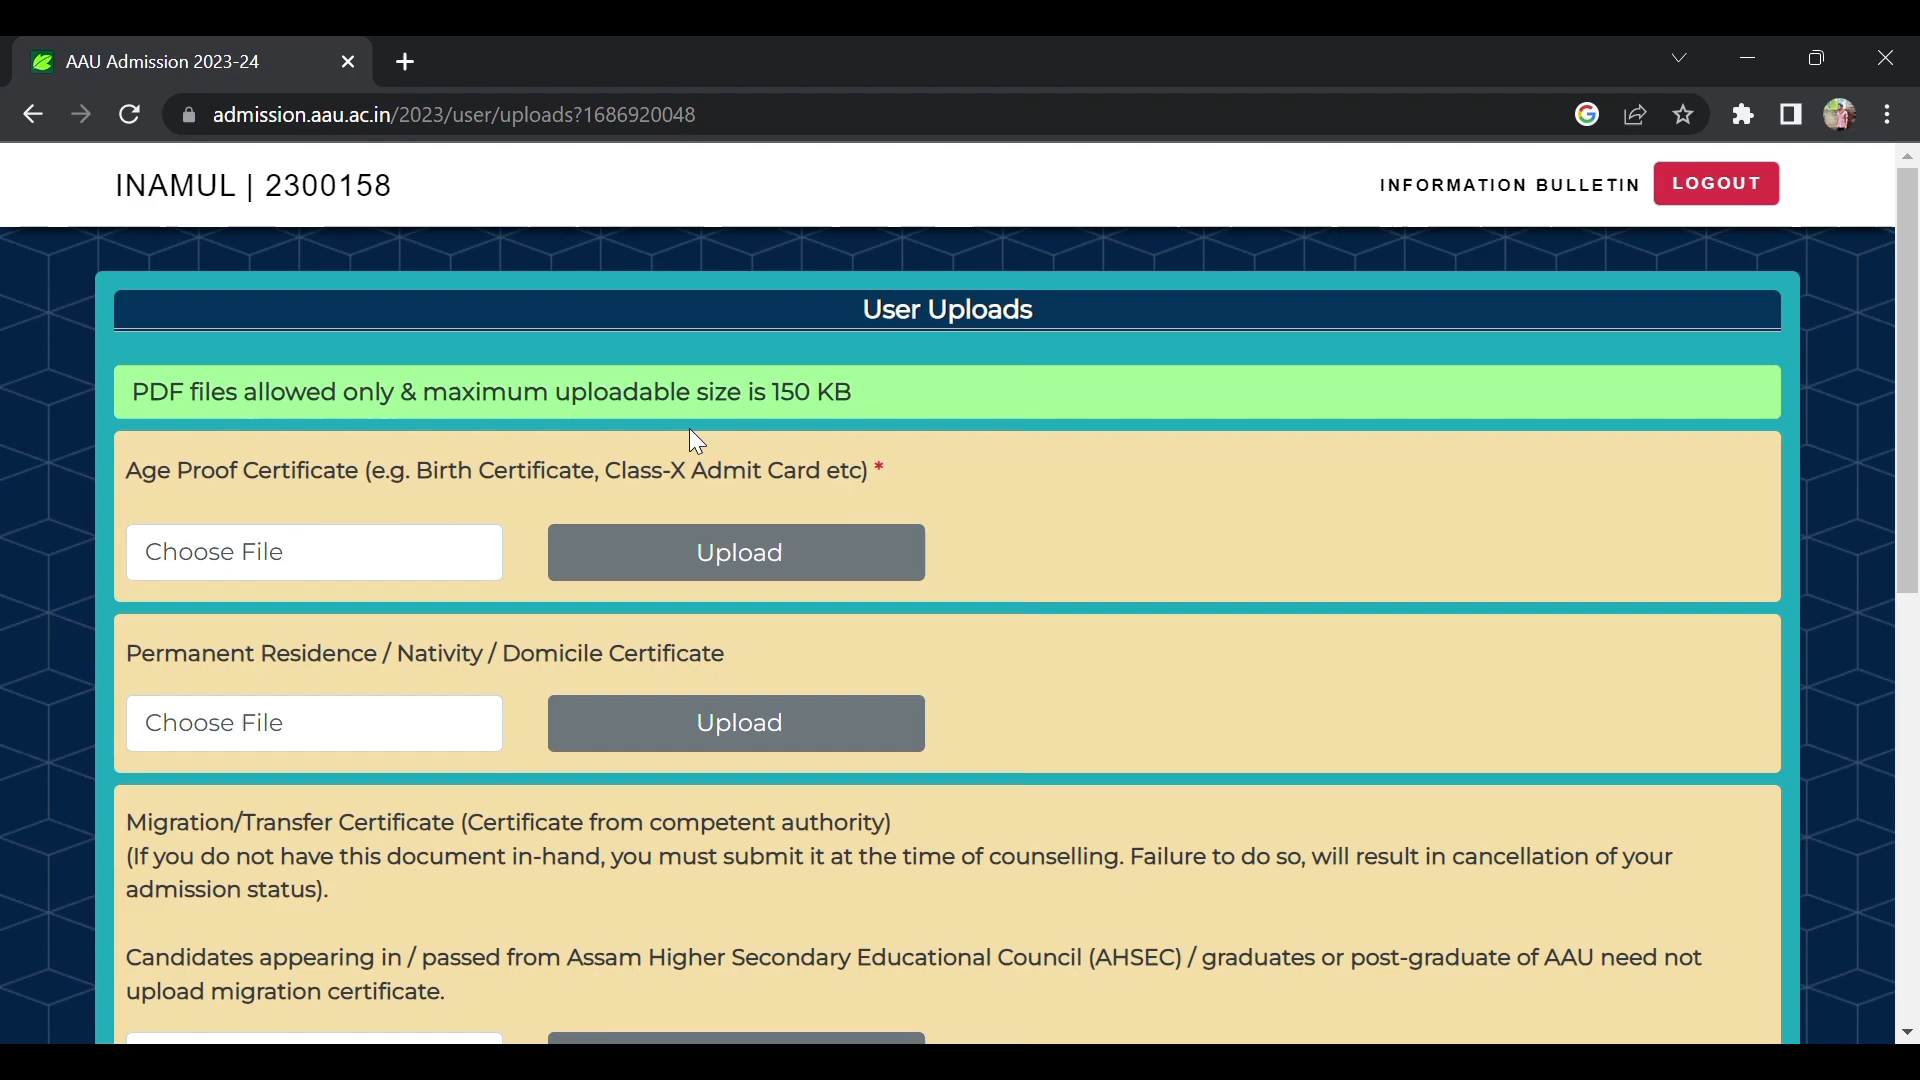 AAU Admission 2023-24
admission.aau.ac.in/2023/user/uploads?1686920048
INAMUL | 2300158
INFORMATION BULLETIN
LOGOUT
User Uploads
PDF files allowed only & maximum uploadable size is 150 KB
Age Proof Certificate (e.g. Birth Certificate, Class-X Admit Card etc) *
Choose File
Upload
Permanent Residence / Nativity / Domicile Certificate
Choose File
Upload
Migration/Transfer Certificate (Certificate from competent authority)
(If you do not have this document in-hand, you must submit it at the time of counselling. Failure to do so, will result in cancellation of your
admission status).
Candidates appearing in / passed from Assam Higher Secondary Educational Council (AHSEC) / graduates or post-graduate of AAU need not
upload migration certificate.